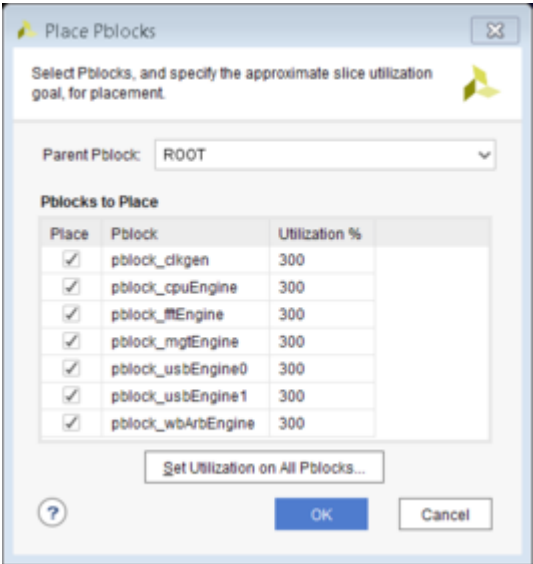 Place Pblocks
Select Pblocks, and specify the approximate slice utilization
goal, for placement.
Parent Pblock: ROOT
Pblocks to Place
Place Pblock Utilization %
pblock_clkgen 300
pblock_cpuEngine 300
pblock_fftEngine 300
pblock_mgtEngine 300
pblock_usbEngine0 300
pblock_usbEngine1 300
pblock_wbArbEngine 300
Set Utilization on All Pblocks...
? OK Cancel